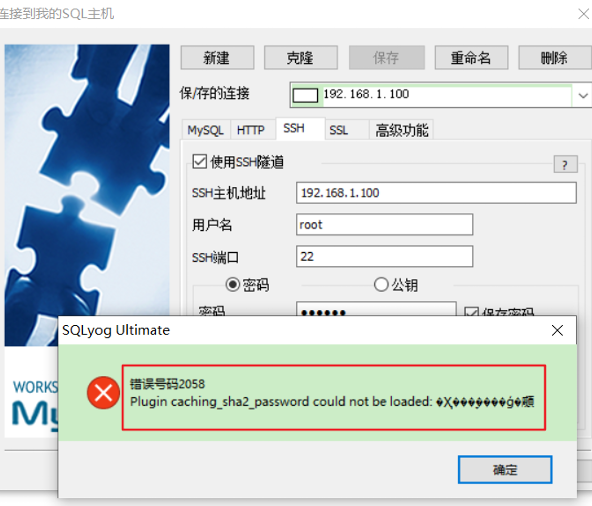 连接到我的SQL主机
新建 克隆 保存 重命名 删除
保/存的连接 192.168.1.100
MySQL HTTP SSH SSL 高级功能
使用SSH隧道 ?
SSH主机地址 192.168.1.100
用户名 root
SSH端口 22
密码 公钥
密码 •••••• 保存密码
SQLyog Ultimate
错误号码2058
Plugin caching_sha2_password could not be loaded:
WORKS
My
确定